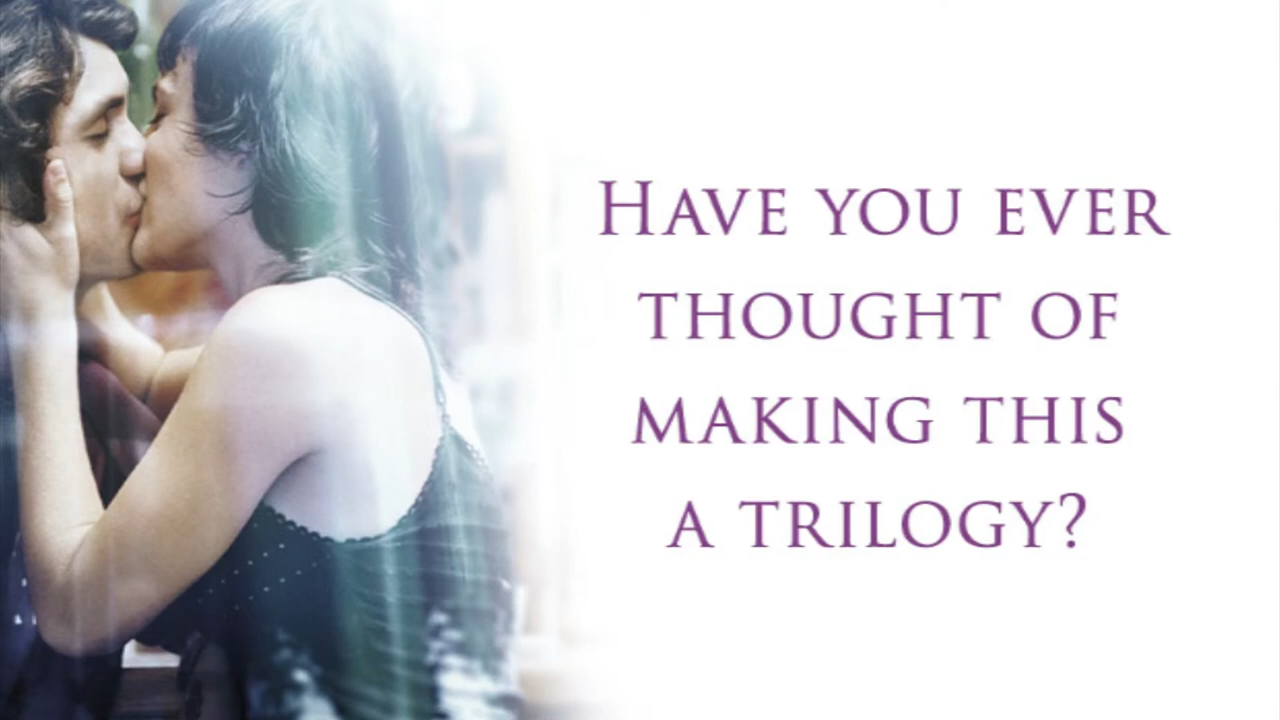 HAVE YOU EVER
THOUGHT OF
MAKING THIS
A TRILOGY?